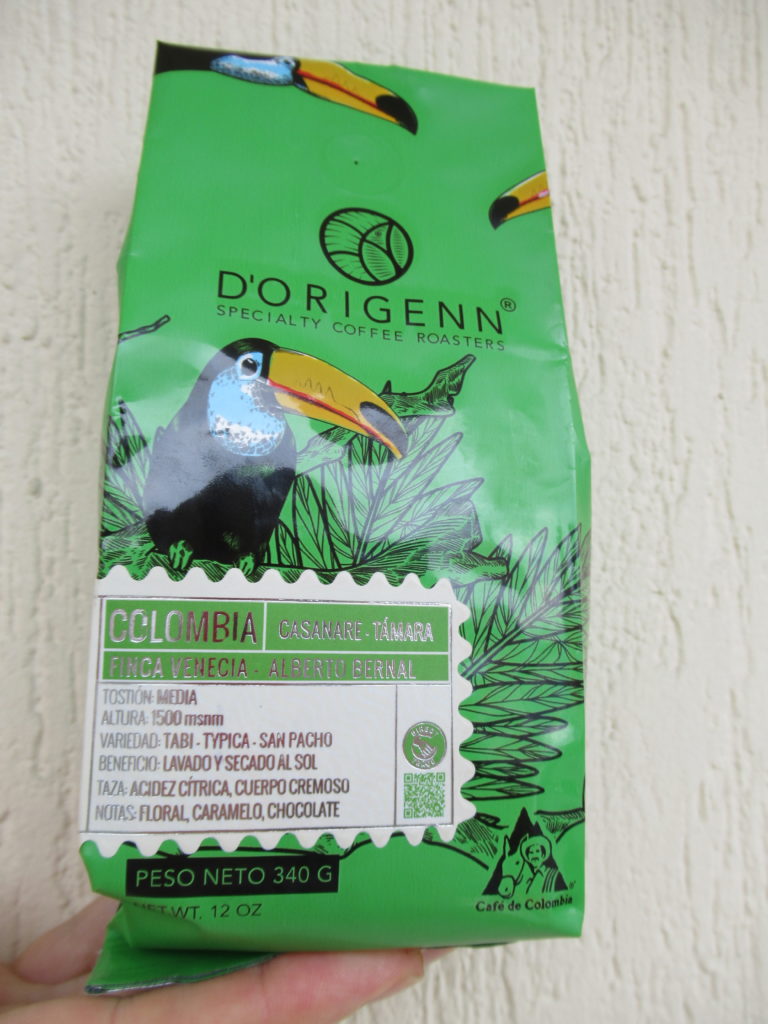 D'ORIGENN®
SPECIALTY COFFEE ROASTERS
COLOMBIA
CASANARE - TÁMARA
FINCA VENECIA - ALBERTO BERNAL
TOSTIÓN: MEDIA
ALTURA: 1500 msnm
VARIEDAD: TABI - TYPICA - SAN PACHO
BENEFICIO: LAVADO Y SECADO AL SOL
TAZA: ACIDEZ CÍTRICA, CUERPO CREMOSO
NOTAS: FLORAL, CARAMELO, CHOCOLATE
DIRECT
TRADE
PESO NETO 340 G
NET WT. 12 OZ
Café de Colombia